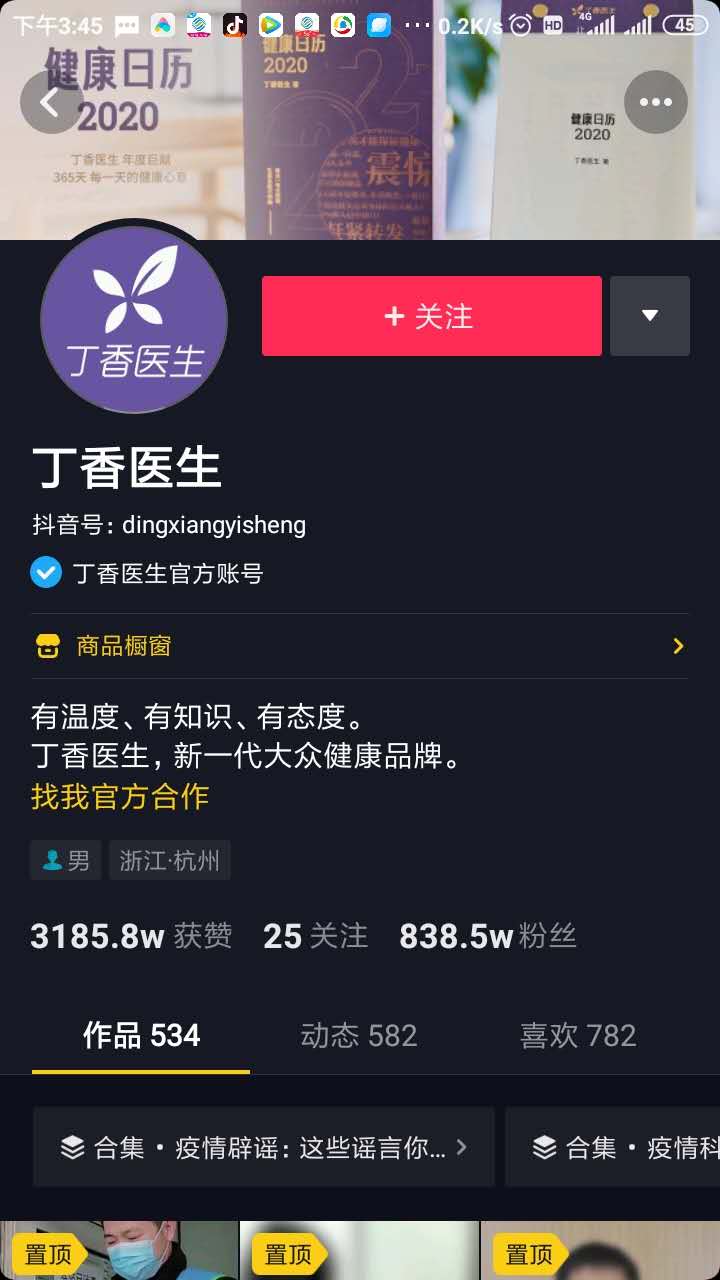 下午3:45
0.2K/s
HD
4G
45
健康日历
2020
丁香医生 年度巨献
365天 每一天的健康心意
健康日历
2020
丁香医生 著
震惊
赶紧转发
健康日历
2020
丁香医生 著
丁香医生
+ 关注
丁香医生
抖音号: dingxiangyisheng
丁香医生官方账号
商品橱窗
有温度、有知识、有态度。
丁香医生，新一代大众健康品牌。
找我官方合作
男
浙江·杭州
3185.8w 获赞 25 关注 838.5w 粉丝
作品 534 动态 582 喜欢 782
合集 · 疫情辟谣：这些谣言你...
合集 · 疫情科
置顶
置顶
置顶